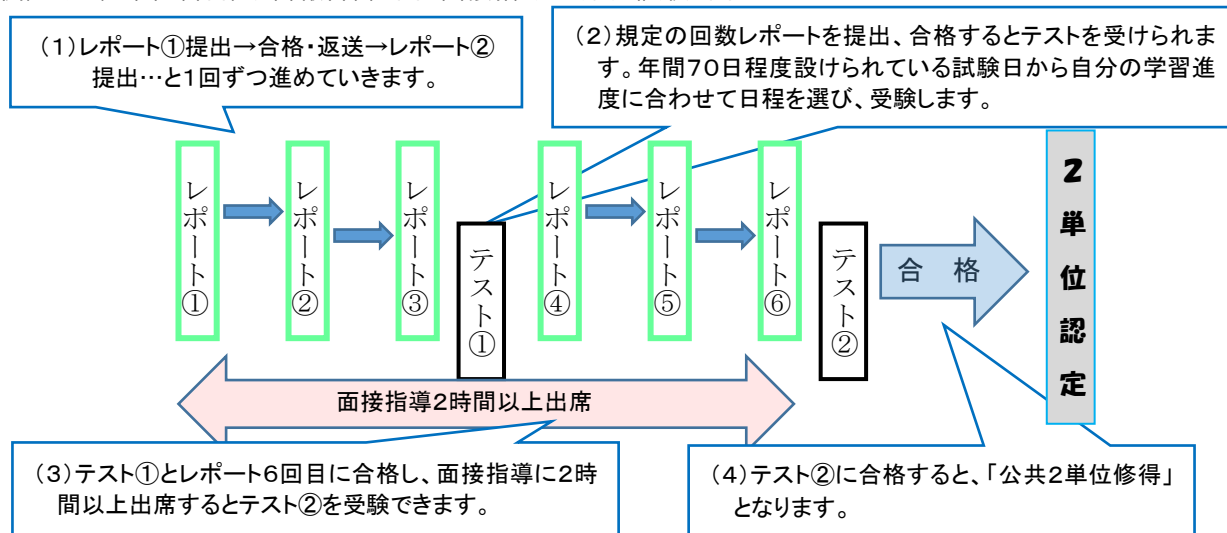 （1）レポート①提出→合格・返送→レポート②
提出…と1回ずつ進めていきます。
（2）規定の回数レポートを提出、合格するとテストを受けられま
す。年間70日程度設けられている試験日から自分の学習進
度に合わせて日程を選び、受験します。
レポート①
レポート②
レポート③
テスト①
レポート④
レポート⑤
レポート⑥
テスト②
合　格
2単位認定
面接指導2時間以上出席
（3）テスト①とレポート6回目に合格し、面接指導に2時
間以上出席するとテスト②を受験できます。
（4）テスト②に合格すると、「公共2単位修得」
となります。